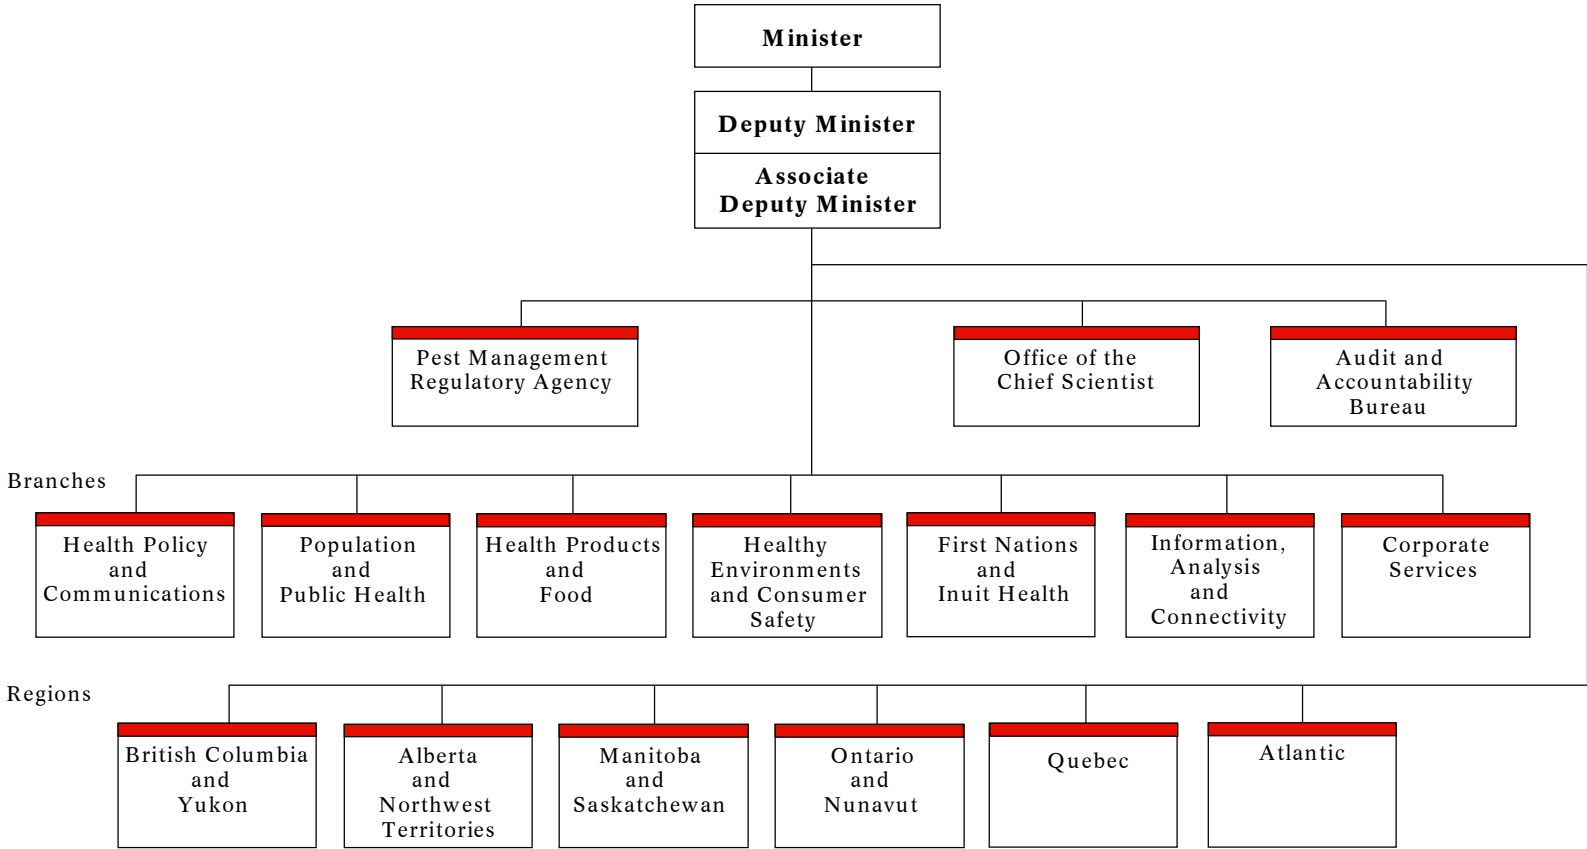 Minister
Deputy Minister
Associate
Deputy Minister
Pest Management
Regulatory Agency
Office of the
Chief Scientist
Audit and
Accountability
Bureau
Branches
Health Policy
and
Communications
Population
and
Public Health
Health Products
and
Food
Healthy
Environments
and Consumer
Safety
First Nations
and
Inuit Health
Information,
Analysis
and
Connectivity
Corporate
Services
Regions
British Columbia
and
Yukon
Alberta
and
Northwest
Territories
Manitoba
and
Saskatchewan
Ontario
and
Nunavut
Quebec
Atlantic